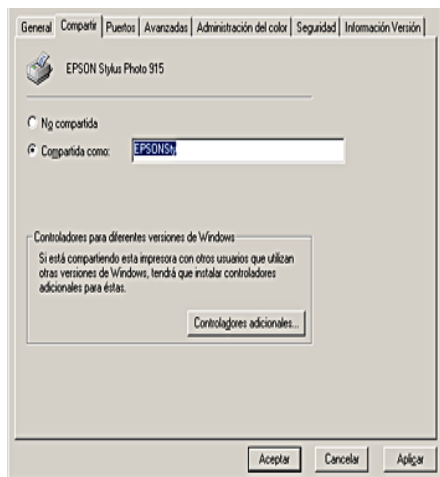 General Compartir Puertos Avanzadas Administración del color Seguridad Información Versión
EPSON Stylus Photo 915
No compartida
Compartida como: EPSONSty
Controladores para diferentes versiones de Windows
Si está compartiendo esta impresora con otros usuarios que utilizan
otras versiones de Windows, tendrá que instalar controladores
adicionales para éstas.
Controladores adicionales...
Aceptar Cancelar Aplicar